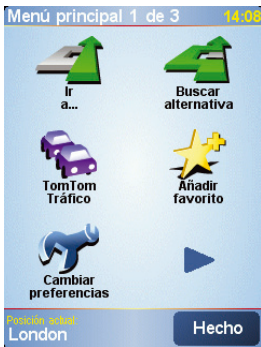 Menú principal 1 de 3 14:08
Ir
a...
Buscar
alternativa
TomTom
Tráfico
Añadir
favorito
Cambiar
preferencias
Posición actual:
London
Hecho